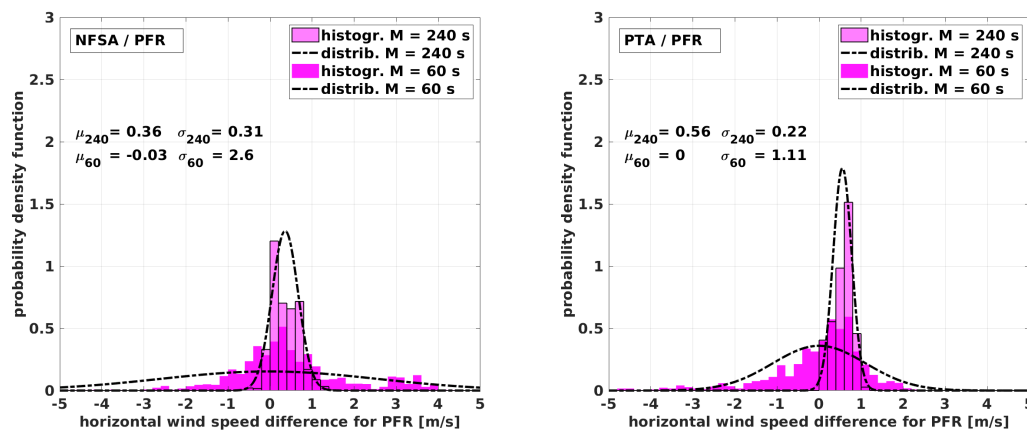 NFSA / PFR
histogr. M = 240 s
distrib. M = 240 s
histogr. M = 60 s
distrib. M = 60 s
μ240= 0.36 σ240= 0.31
μ60 = -0.03 σ60 = 2.6
probability density function
3
2.5
2
1.5
1
0.5
0
-5 -4 -3 -2 -1 0 1 2 3 4 5
horizontal wind speed difference for PFR [m/s]
PTA / PFR
histogr. M = 240 s
distrib. M = 240 s
histogr. M = 60 s
distrib. M = 60 s
μ240= 0.56 σ240= 0.22
μ60 = 0 σ60 = 1.11
probability density function
3
2.5
2
1.5
1
0.5
0
-5 -4 -3 -2 -1 0 1 2 3 4 5
horizontal wind speed difference for PFR [m/s]